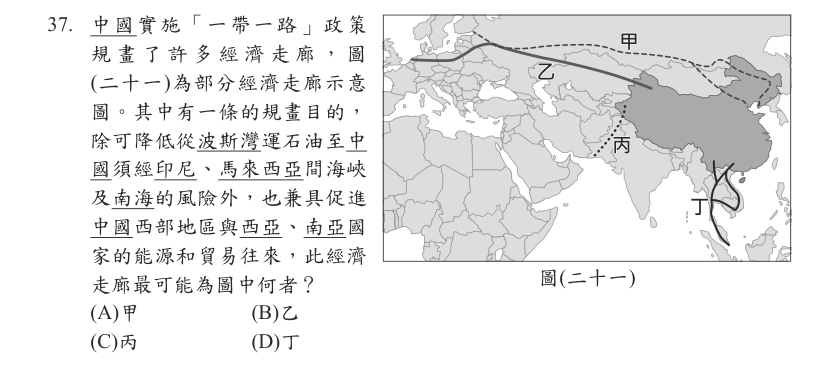 37. 中國實施「一帶一路」政策
規畫了許多經濟走廊，圖
(二十一)為部分經濟走廊示意
圖。其中有一條的規畫目的，
除可降低從波斯灣運石油至中
國須經印尼、馬來西亞間海峽
及南海的風險外，也兼具促進
中國西部地區與西亞、南亞國
家的能源和貿易往來，此經濟
走廊最可能為圖中何者？
(A)甲 (B)乙
(C)丙 (D)丁
甲
乙
丙
丁
圖(二十一)